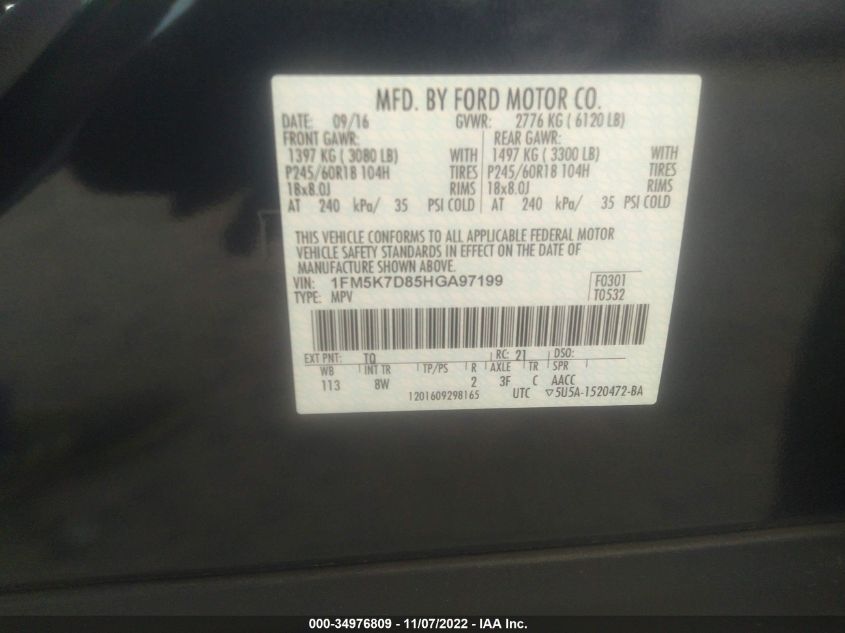 MFD. BY FORD MOTOR CO.
DATE: 09/16 GVWR: 2776 KG ( 6120 LB)
FRONT GAWR: REAR GAWR:
1397 KG ( 3080 LB) WITH 1497 KG ( 3300 LB) WITH
P245/60R18 104H TIRES P245/60R18 104H TIRES
18x8.0J RIMS 18x8.0J RIMS
AT 240 kPa/ 35 PSI COLD AT 240 kPa/ 35 PSI COLD
THIS VEHICLE CONFORMS TO ALL APPLICABLE FEDERAL MOTOR
VEHICLE SAFETY STANDARDS IN EFFECT ON THE DATE OF
MANUFACTURE SHOWN ABOVE.
VIN: 1FM5K7D85HGA97199 F0301
TYPE: MPV T0532
EXT PNT: TQ RC: 21 DSO:
WB INT TR TP/PS R AXLE TR SPR
113 8W 2 3F C AACC
1201609298165 UTC ▽5U5A-1520472-BA
000-34976809 - 11/07/2022 - IAA Inc.